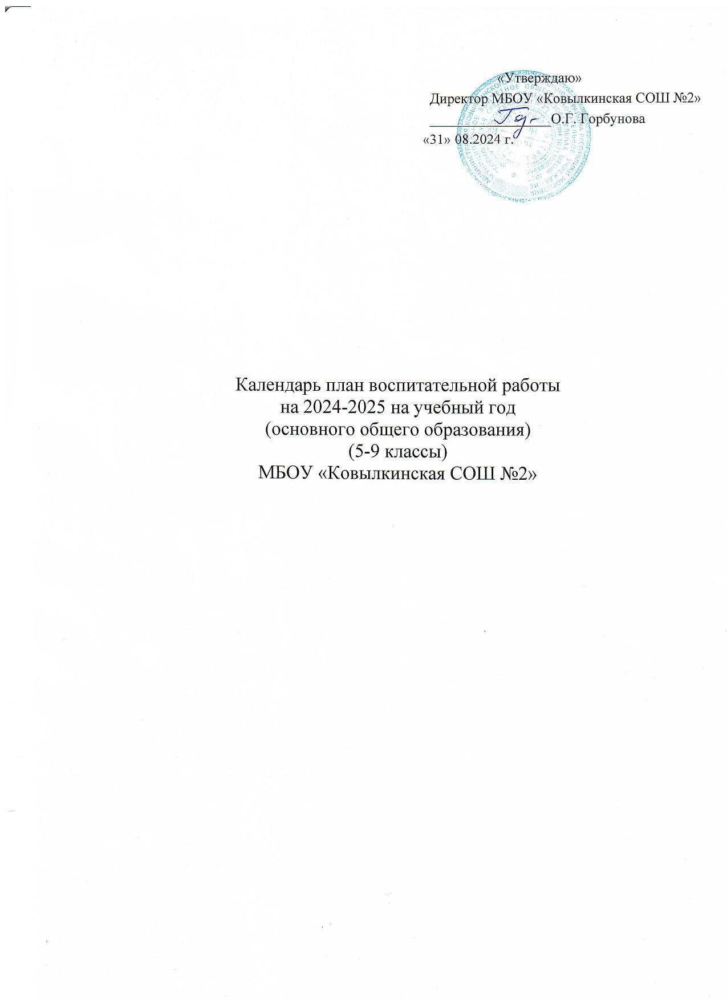 «Утверждаю»
Директор МБОУ «Ковылкинская СОШ №2»
_________________О.Г. Горбунова
«31» 08.2024 г.
Календарь план воспитательной работы
на 2024-2025 на учебный год
(основного общего образования)
(5-9 классы)
МБОУ «Ковылкинская СОШ №2»